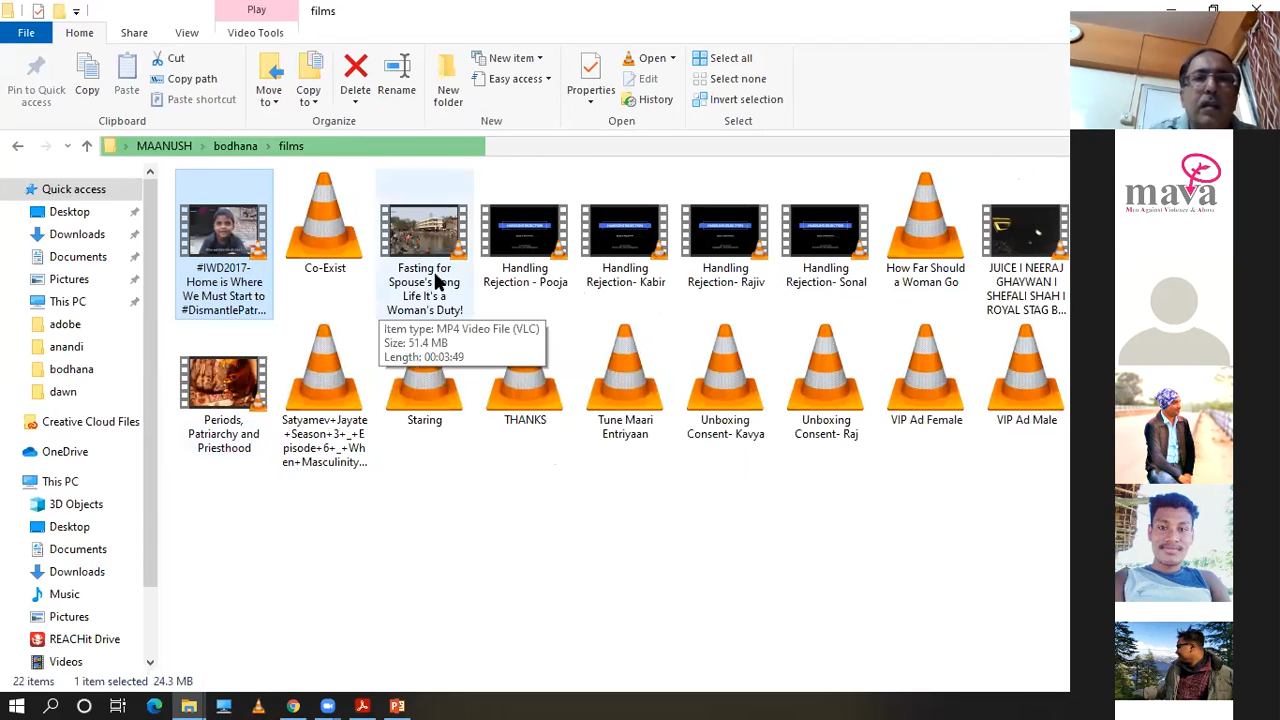 Play
films
File
Home
Share
View
Video Tools
Pin to Quick
access
Copy
Paste
Cut
Copy path
Paste shortcut
Clipboard
Move
to
Copy
to
Delete
Rename
Organize
New
folder
New item
Easy access
New
Properties
Open
Edit
History
Open
Select all
Select none
Invert selection
Select
MAANUSH
bodhana
films
Quick access
Desktop
Downloads
Documents
Pictures
This PC
adobe
anandi
bodhana
dawn
Creative Cloud Files
OneDrive
This PC
3D Objects
Desktop
Documents
Downloads
Music
Pictures
REACHit Drive
Videos
#IWD2017-
Home is Where
We Must Start to
#DismantlePatr...
Co-Exist
Fasting for
Spouse's Long
Life It's a
Woman's Duty!
Handling
Rejection - Pooja
Handling
Rejection- Kabir
Handling
Rejection- Rajiv
Handling
Rejection- Sonal
How Far Should
a Woman Go
JUICE l NEERAJ
GHAYWAN l
SHEFALI SHAH l
ROYAL STAG B...
Item type: MP4 Video File (VLC)
Size: 51.4 MB
Length: 00:03:49
Periods,
Patriarchy and
Priesthood
Satyamev+Jayate
+Season+3+_+E
pisode+6+_+Wh
en+Masculinity...
Staring
THANKS
Tune Maari
Entriyaan
Unboxing
Consent- Kavya
Unboxing
Consent- Raj
VIP Ad Female
VIP Ad Male
22 items
1 item selected 24.3 MB
mava
Men Against Violence & Abuse